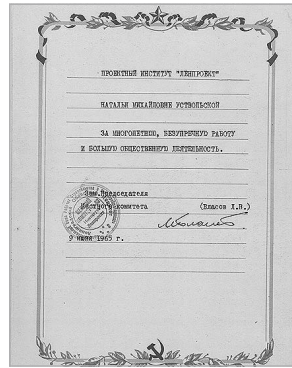 ПРОЕКТНЫЙ ИНСТИТУТ "ЛЕНПРОЕКТ"
НАТАЛЬИ МИХАЙЛОВНЕ УСТВОЛЬСКОЙ
ЗА МНОГОЛЕТНЮЮ, БЕЗУПРЕЧНУЮ РАБОТУ
И БОЛЬШУЮ ОБЩЕСТВЕННУЮ ДЕЯТЕЛЬНОСТЬ.
Зам.Председателя
Местного комитета (Власов Л.В.)
9 июня 1965 г.